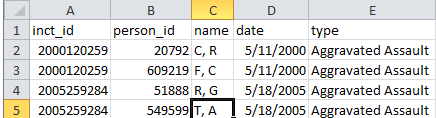 A B C D E
1 inct_id person_id name date type
2 2000120259 20792 C, R 5/11/2000 Aggravated Assault
3 2000120259 609219 F, C 5/11/2000 Aggravated Assault
4 2005259284 51888 R, G 5/18/2005 Aggravated Assault
5 2005259284 549599 T, A 5/18/2005 Aggravated Assault